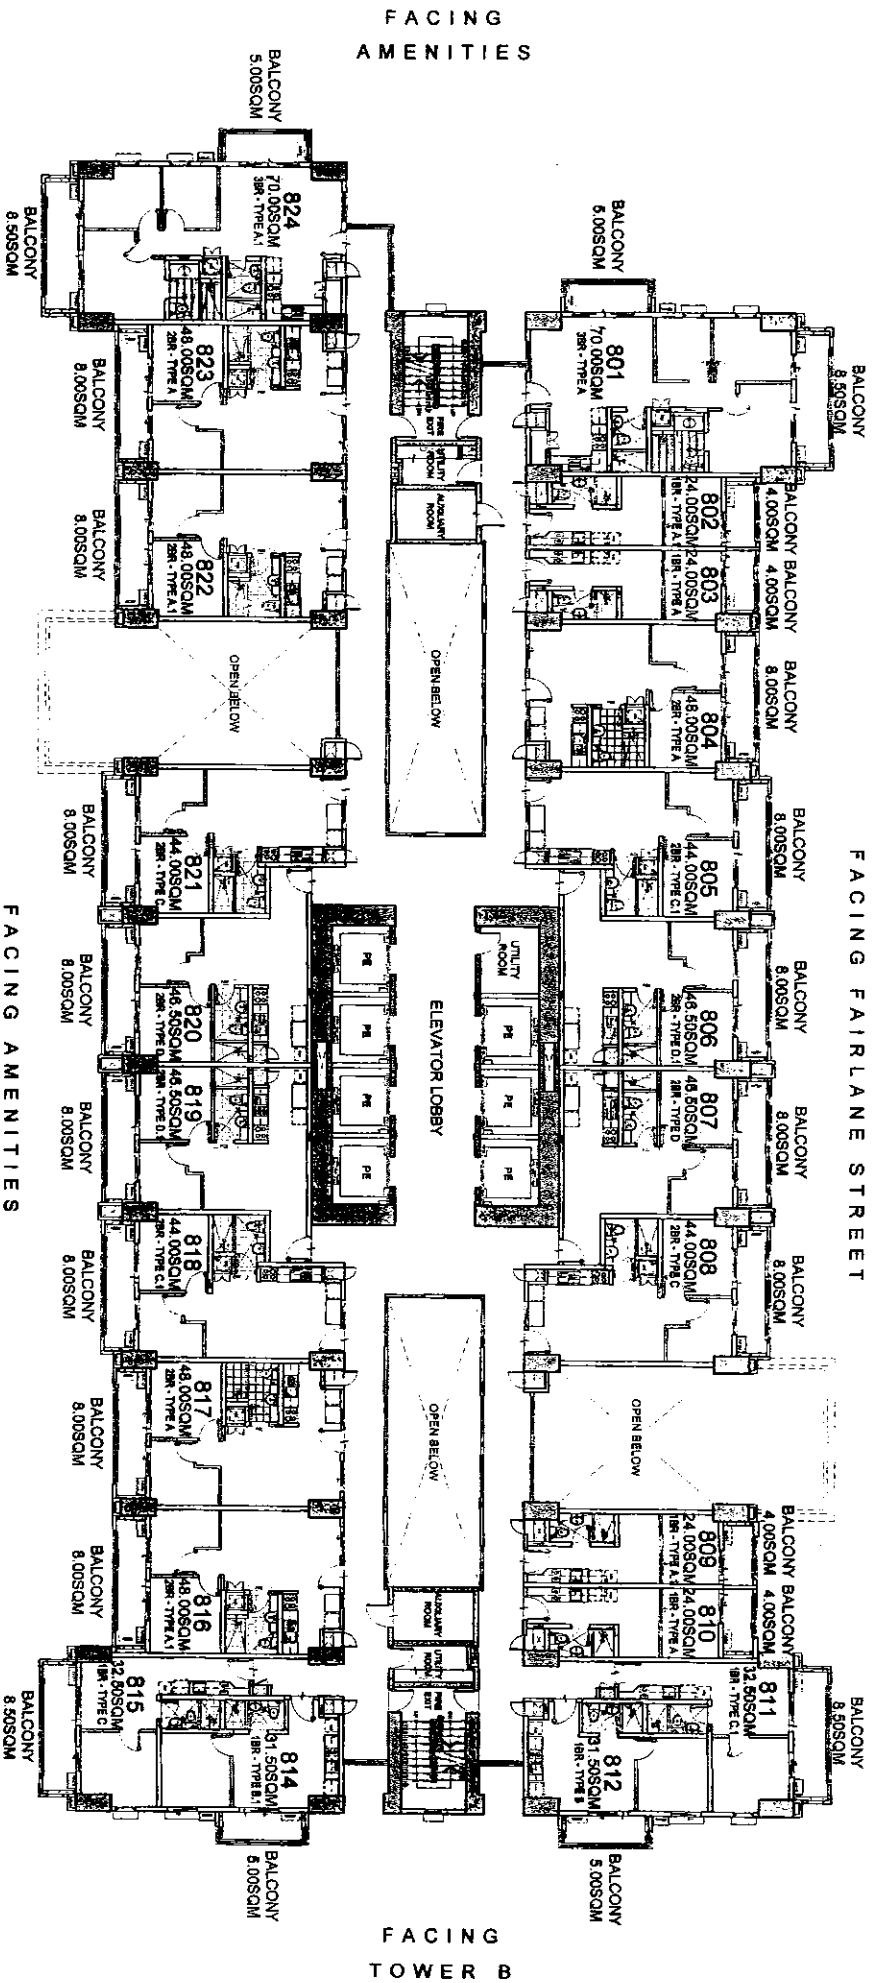 FACING
AMENITIES
BALCONY
5.00SQM
824
70.00SQM
3BR - TYPE A.1
BALCONY
8.50SQM
823
48.00SQM
2BR - TYPE A
BALCONY
8.00SQM
822
48.00SQM
2BR - TYPE A.1
BALCONY
8.00SQM
OPEN BELOW
821
44.00SQM
2BR - TYPE C
BALCONY
8.00SQM
820
46.50SQM
2BR - TYPE D
BALCONY
8.00SQM
819
46.50SQM
2BR - TYPE D.1
BALCONY
8.00SQM
818
44.00SQM
2BR - TYPE C.1
BALCONY
8.00SQM
817
48.00SQM
2BR - TYPE A
BALCONY
8.00SQM
816
48.00SQM
2BR - TYPE A.1
BALCONY
8.00SQM
815
32.50SQM
1BR - TYPE C
BALCONY
8.50SQM
814
31.50SQM
1BR - TYPE B.1
BALCONY
5.00SQM
FACING AMENITIES
FIRE
EXIT
UTILITY
ROOM
AUXILIARY
ROOM
OPEN BELOW
PE
PE
PE
PE
ELEVATOR LOBBY
UTILITY
ROOM
PE
PE
PE
OPEN BELOW
AUXILIARY
ROOM
UTILITY
ROOM
FIRE
EXIT
BALCONY
5.00SQM
801
70.00SQM
3BR - TYPE A
BALCONY
8.50SQM
802
24.00SQM
1BR - TYPE A.1
BALCONY
4.00SQM
803
24.00SQM
1BR - TYPE A
BALCONY
4.00SQM
804
48.00SQM
2BR - TYPE A
BALCONY
8.00SQM
805
44.00SQM
2BR - TYPE C.1
BALCONY
8.00SQM
806
46.50SQM
2BR - TYPE D.1
BALCONY
8.00SQM
807
46.50SQM
2BR - TYPE D
BALCONY
8.00SQM
808
44.00SQM
2BR - TYPE C
BALCONY
8.00SQM
OPEN BELOW
809
24.00SQM
1BR - TYPE A.1
BALCONY
4.00SQM
810
24.00SQM
1BR - TYPE A
BALCONY
4.00SQM
811
32.50SQM
1BR - TYPE C.1
BALCONY
8.50SQM
812
31.50SQM
1BR - TYPE B
BALCONY
5.00SQM
FACING FAIRLANE STREET
FACING
TOWER B